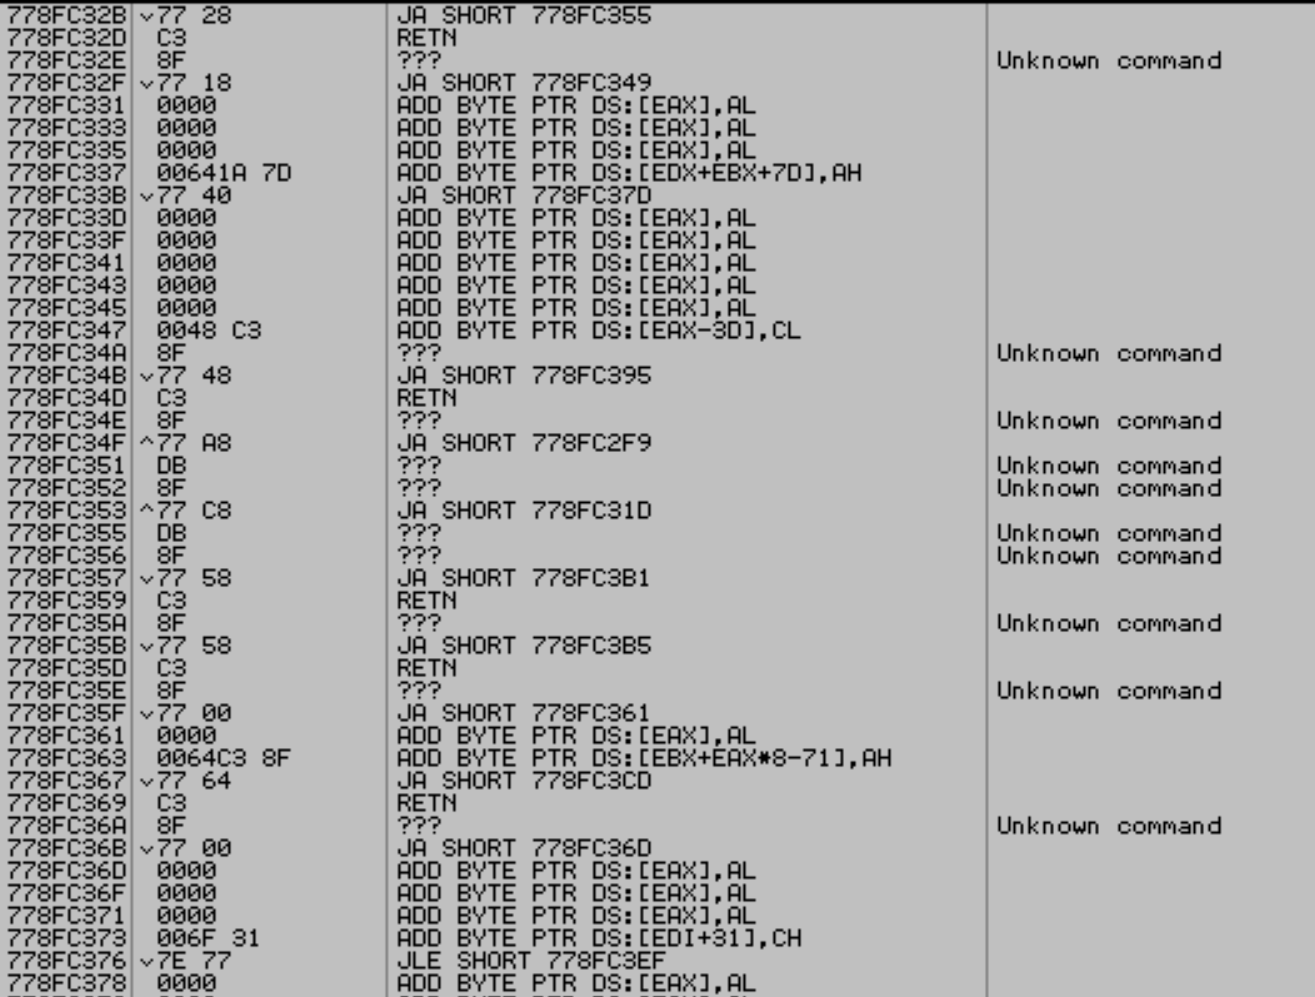 778FC32B ˅77 28 JA SHORT 778FC355
778FC32D C3 RETN
778FC32E 8F ??? Unknown command
778FC32F ˅77 18 JA SHORT 778FC349
778FC331 0000 ADD BYTE PTR DS:[EAX],AL
778FC333 0000 ADD BYTE PTR DS:[EAX],AL
778FC335 0000 ADD BYTE PTR DS:[EAX],AL
778FC337 00641A 7D ADD BYTE PTR DS:[EDX+EBX+7D],AH
778FC33B ˅77 40 JA SHORT 778FC37D
778FC33D 0000 ADD BYTE PTR DS:[EAX],AL
778FC33F 0000 ADD BYTE PTR DS:[EAX],AL
778FC341 0000 ADD BYTE PTR DS:[EAX],AL
778FC343 0000 ADD BYTE PTR DS:[EAX],AL
778FC345 0000 ADD BYTE PTR DS:[EAX],AL
778FC347 0048 C3 ADD BYTE PTR DS:[EAX-3D],CL
778FC34A 8F ??? Unknown command
778FC34B ˅77 48 JA SHORT 778FC395
778FC34D C3 RETN
778FC34E 8F ??? Unknown command
778FC34F ^77 A8 JA SHORT 778FC2F9
778FC351 DB ??? Unknown command
778FC352 8F ??? Unknown command
778FC353 ^77 C8 JA SHORT 778FC31D
778FC355 DB ??? Unknown command
778FC356 8F ??? Unknown command
778FC357 ˅77 58 JA SHORT 778FC3B1
778FC359 C3 RETN
778FC35A 8F ??? Unknown command
778FC35B ˅77 58 JA SHORT 778FC3B5
778FC35D C3 RETN
778FC35E 8F ??? Unknown command
778FC35F ˅77 00 JA SHORT 778FC361
778FC361 0000 ADD BYTE PTR DS:[EAX],AL
778FC363 0064C3 8F ADD BYTE PTR DS:[EBX+EAX*8-71],AH
778FC367 ˅77 64 JA SHORT 778FC3CD
778FC369 C3 RETN
778FC36A 8F ??? Unknown command
778FC36B ˅77 00 JA SHORT 778FC36D
778FC36D 0000 ADD BYTE PTR DS:[EAX],AL
778FC36F 0000 ADD BYTE PTR DS:[EAX],AL
778FC371 0000 ADD BYTE PTR DS:[EAX],AL
778FC373 006F 31 ADD BYTE PTR DS:[EDI+31],CH
778FC376 ˅7E 77 JLE SHORT 778FC3EF
778FC378 0000 ADD BYTE PTR DS:[EAX],AL